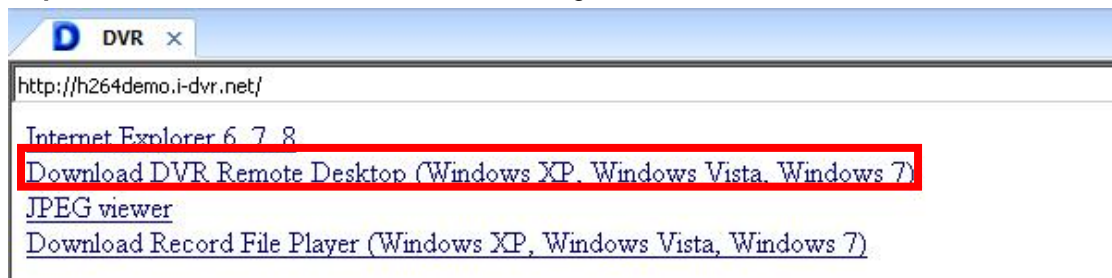 DVR ×
http://h264demo.i-dvr.net/
Internet Explorer 6, 7, 8
Download DVR Remote Desktop (Windows XP, Windows Vista, Windows 7)
JPEG viewer
Download Record File Player (Windows XP, Windows Vista, Windows 7)